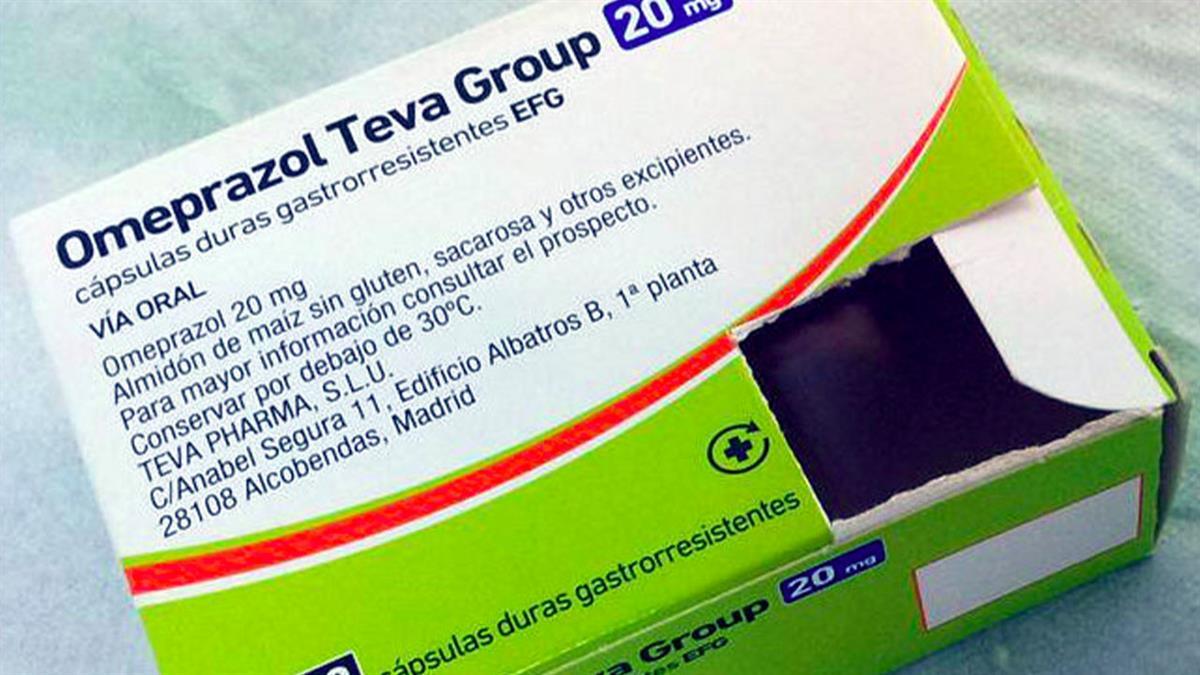 Omeprazol Teva Group 20 mg
cápsulas duras gastrorresistentes EFG
VÍA ORAL
Omeprazol 20 mg
Almidón de maíz sin gluten, sacarosa y otros excipientes.
Para mayor información consultar el prospecto.
Conservar por debajo de 30ºC.
TEVA PHARMA, S.L.U.
C/Anabel Segura 11, Edificio Albatros B, 1ª planta
28108 Alcobendas, Madrid
cápsulas duras gastrorresistentes
Group 20 mg
EFG